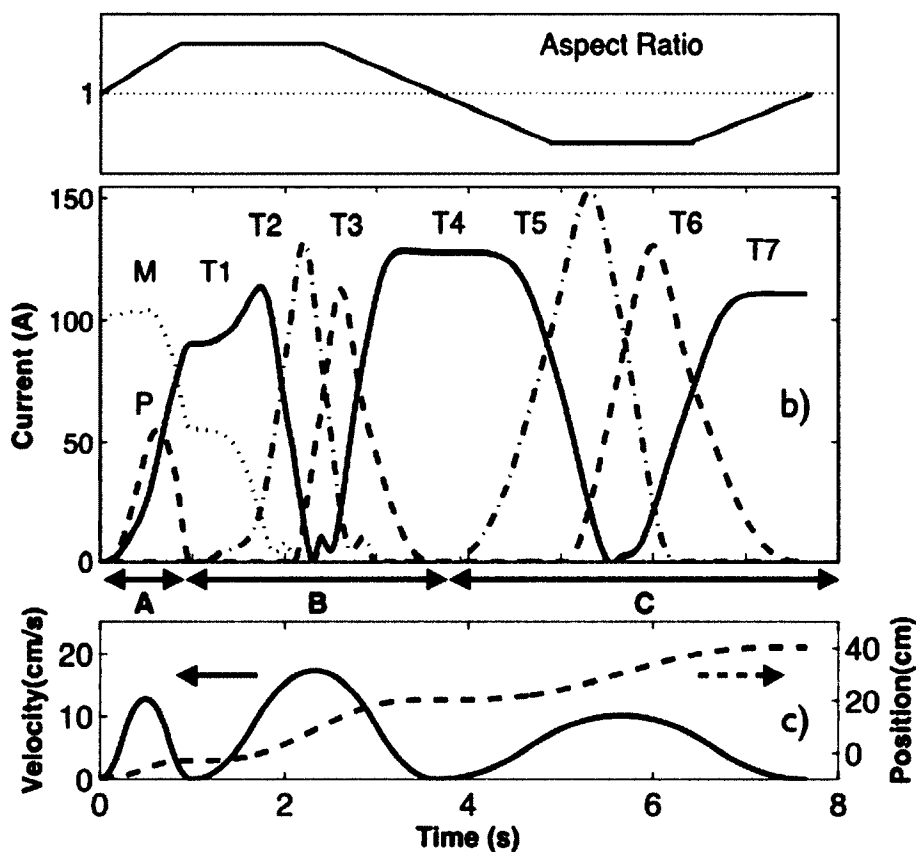 Aspect Ratio
1
150
100
50
0
Current (A)
M
P
T1
T2
T3
T4
T5
T6
T7
b)
A
B
C
20
10
0
Velocity(cm/s)
40
20
0
Position(cm)
c)
0
2
4
6
8
Time (s)